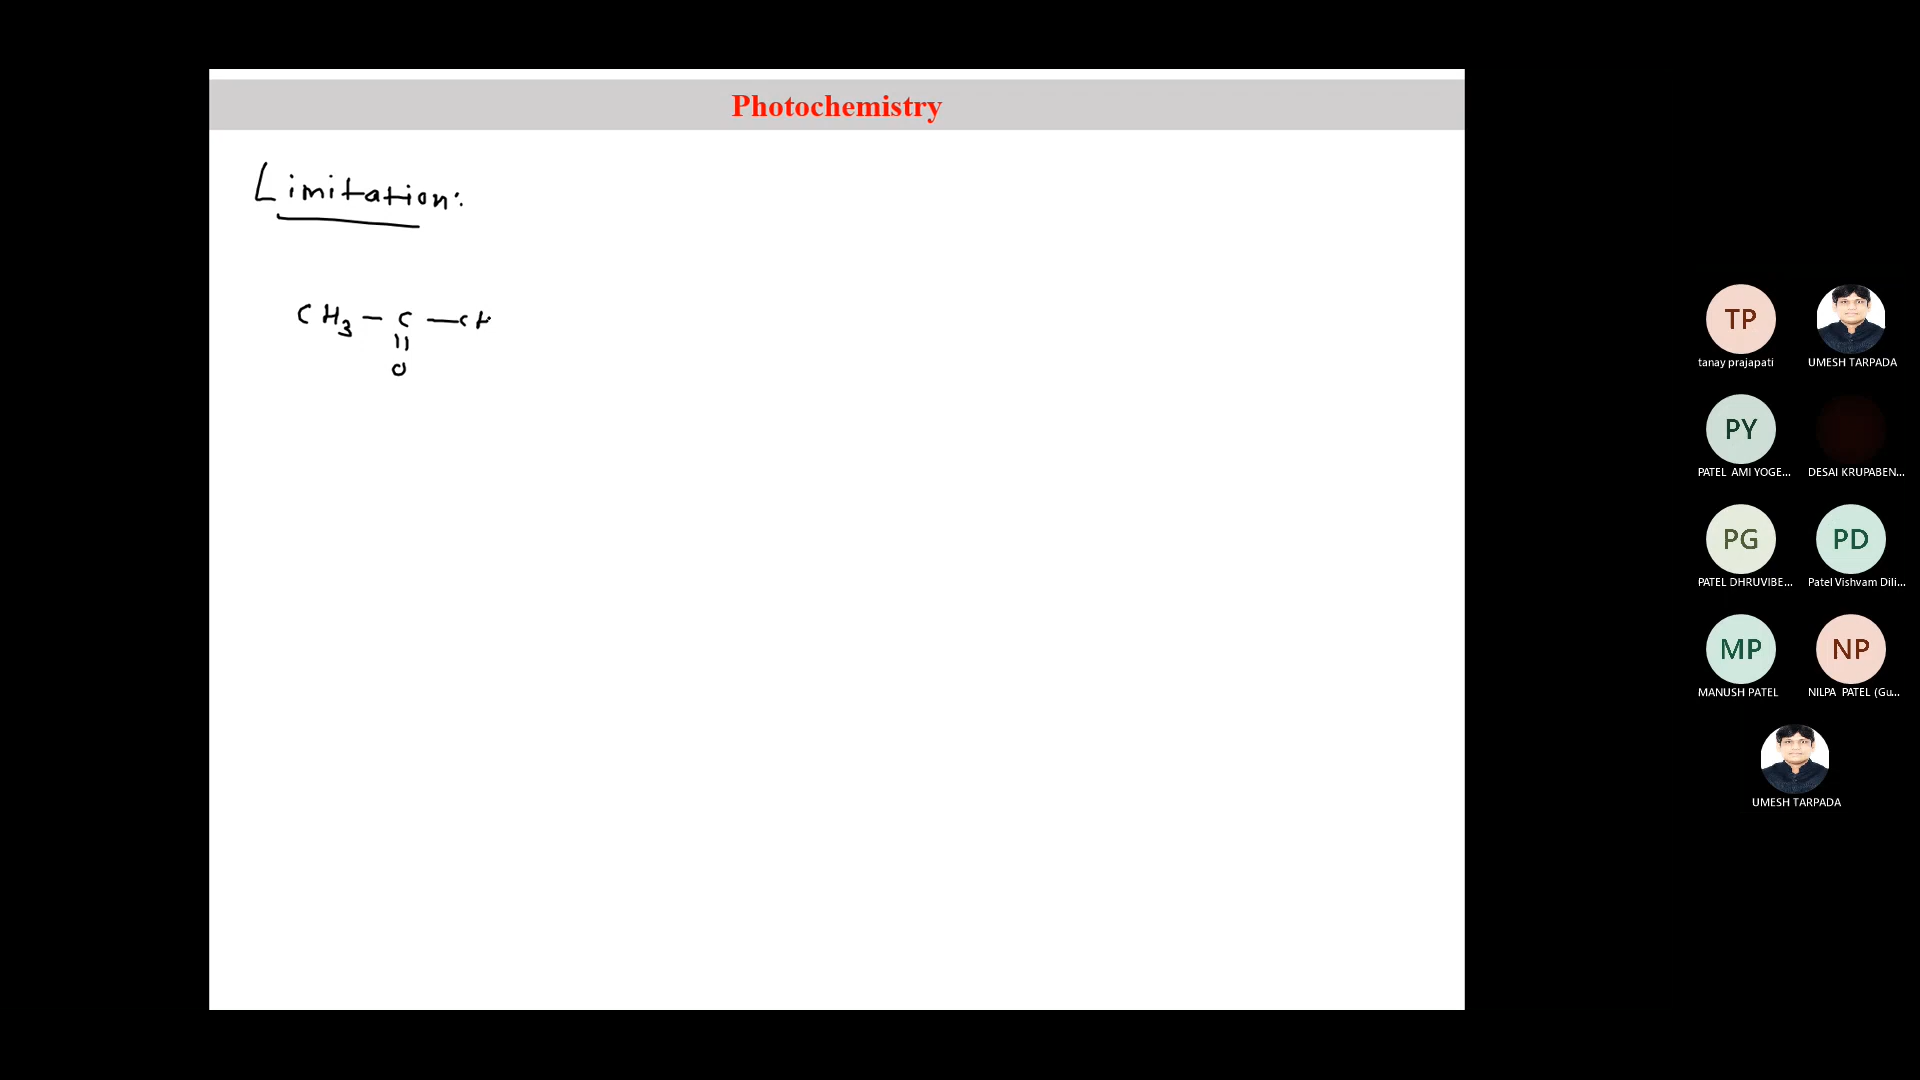 Photochemistry
Limitation:
CH3 - C - CH
||
O
TP
tanay prajapati
UMESH TARPADA
PY
PATEL AMI YOGE...
DESAI KRUPABEN...
PG
PATEL DHRUVIBE...
PD
Patel Vishvam Dili...
MP
MANUSH PATEL
NP
NILPA PATEL (Gu...
UMESH TARPADA